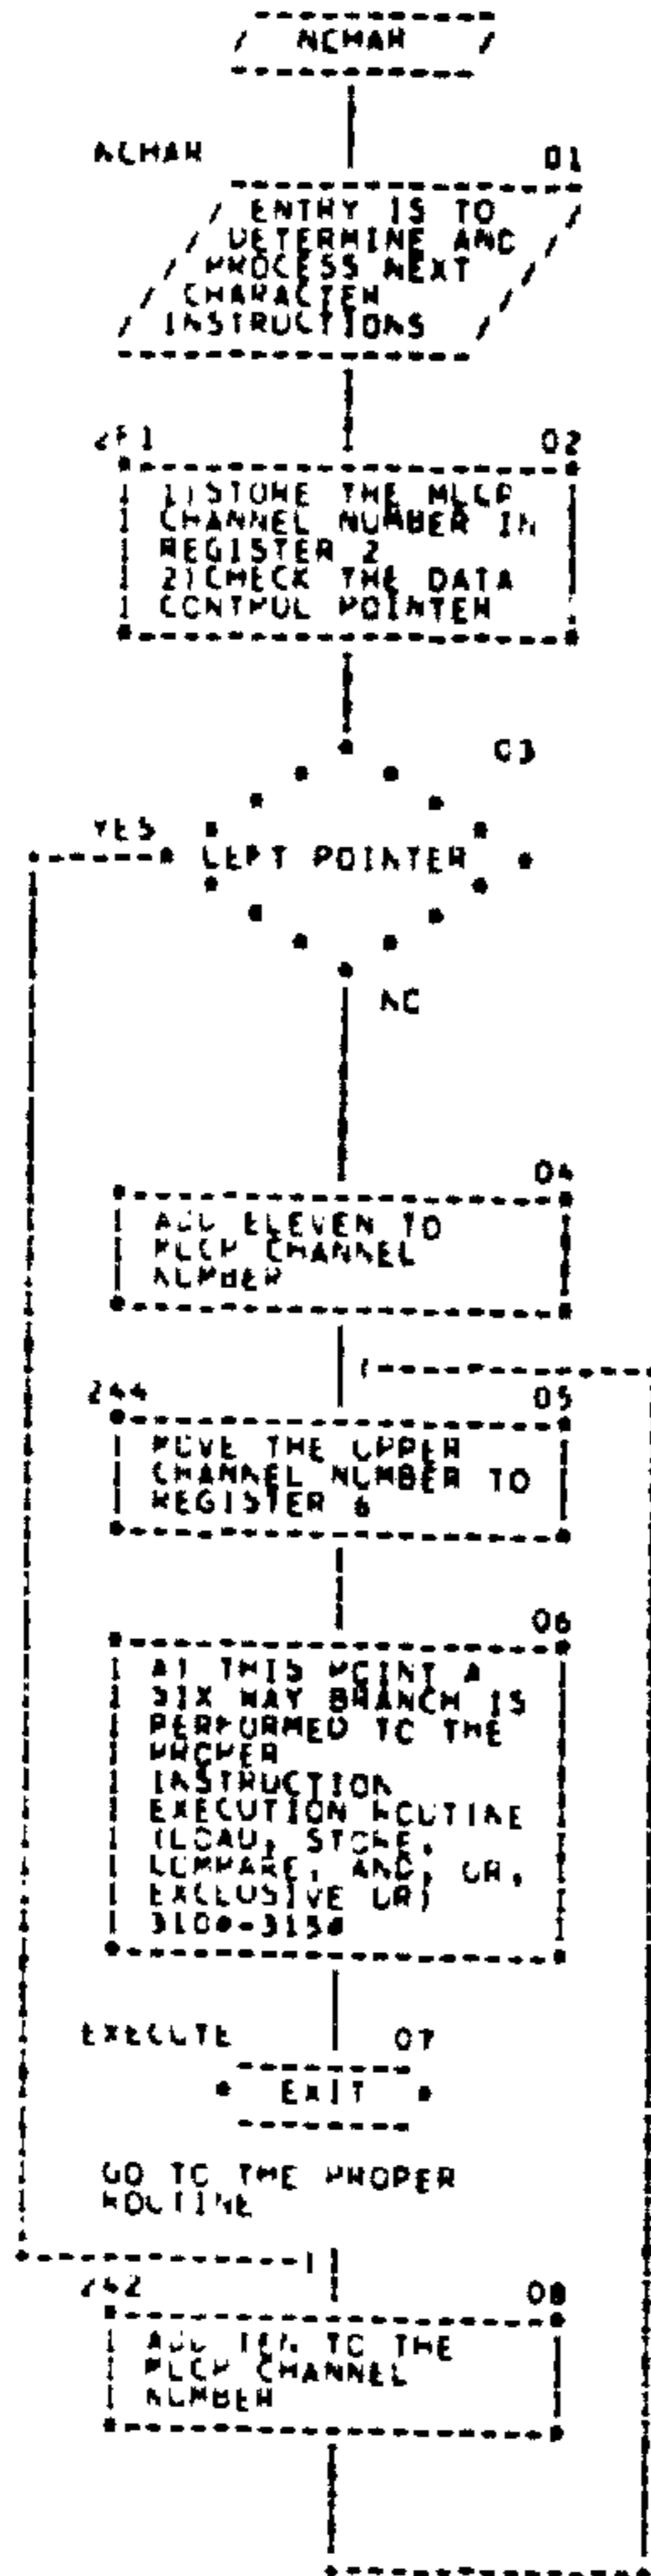 NCHAR
NCHAR 01
ENTRY IS TO
DETERMINE AND
PROCESS NEXT
CHARACTER
INSTRUCTIONS
2F1 02
1)STORE THE MLCP
CHANNEL NUMBER IN
REGISTER 2
2)CHECK THE DATA
CONTROL POINTER
03
YES
LEFT POINTER
NO
04
ADD ELEVEN TO
MLCP CHANNEL
NUMBER
244 05
MOVE THE UPPER
CHANNEL NUMBER TO
REGISTER 6
06
AT THIS POINT A
SIX WAY BRANCH IS
PERFORMED TO THE
PROPER
INSTRUCTION
EXECUTION ROUTINE
(LOAD, STORE,
COMPARE, AND, OR,
EXCLUSIVE OR)
EXECUTE 07
EXIT
GO TO THE PROPER
ROUTINE
242 08
ADD TEN TO THE
MLCP CHANNEL
NUMBER